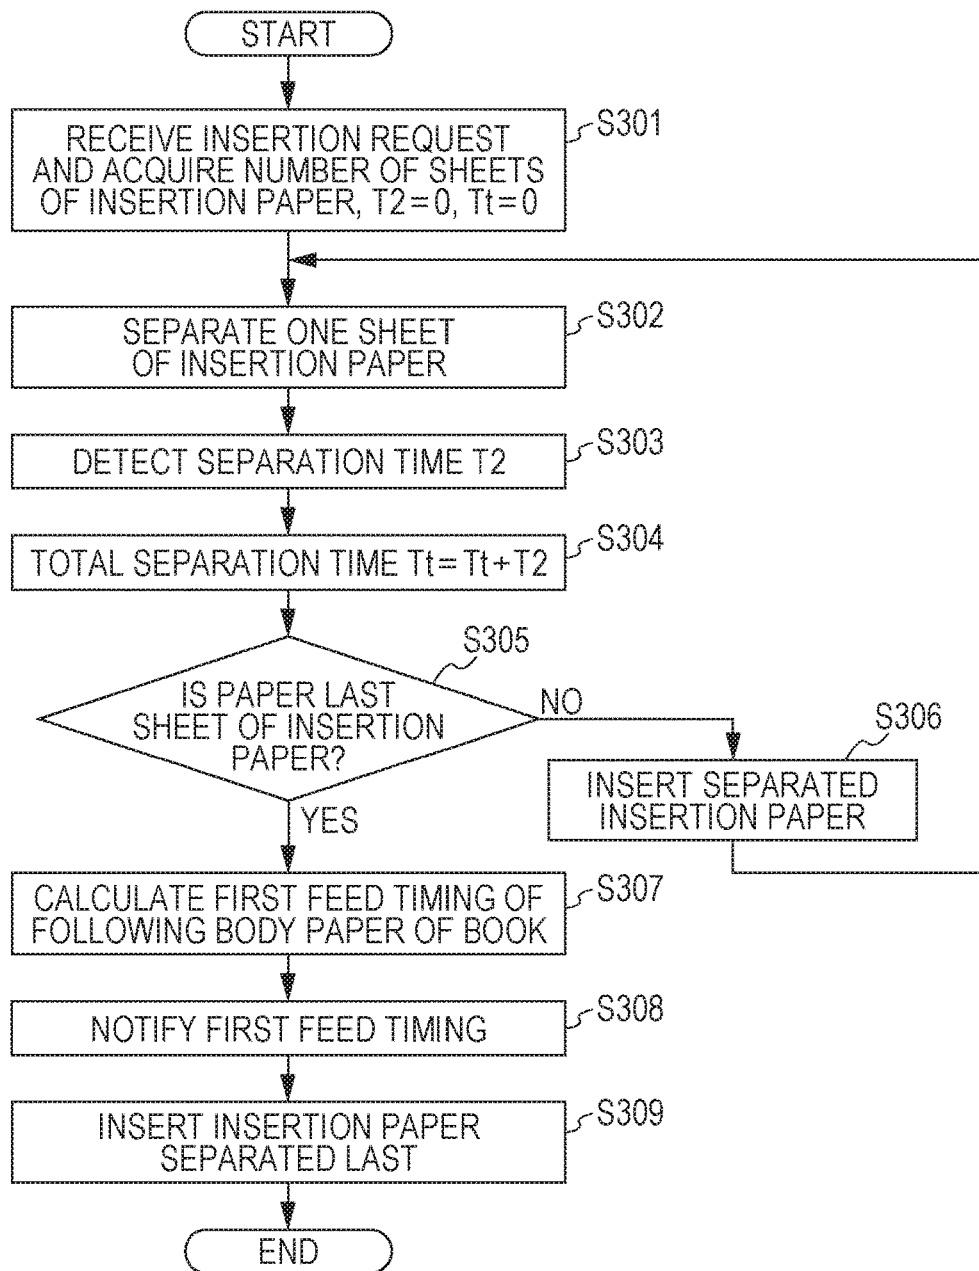 START
S301
RECEIVE INSERTION REQUEST
AND ACQUIRE NUMBER OF SHEETS
OF INSERTION PAPER, T2=0, Tt=0
S302
SEPARATE ONE SHEET
OF INSERTION PAPER
S303
DETECT SEPARATION TIME T2
S304
TOTAL SEPARATION TIME Tt=Tt+T2
S305
IS PAPER LAST
SHEET OF INSERTION
PAPER?
NO
YES
S306
INSERT SEPARATED
INSERTION PAPER
S307
CALCULATE FIRST FEED TIMING OF
FOLLOWING BODY PAPER OF BOOK
S308
NOTIFY FIRST FEED TIMING
S309
INSERT INSERTION PAPER
SEPARATED LAST
END